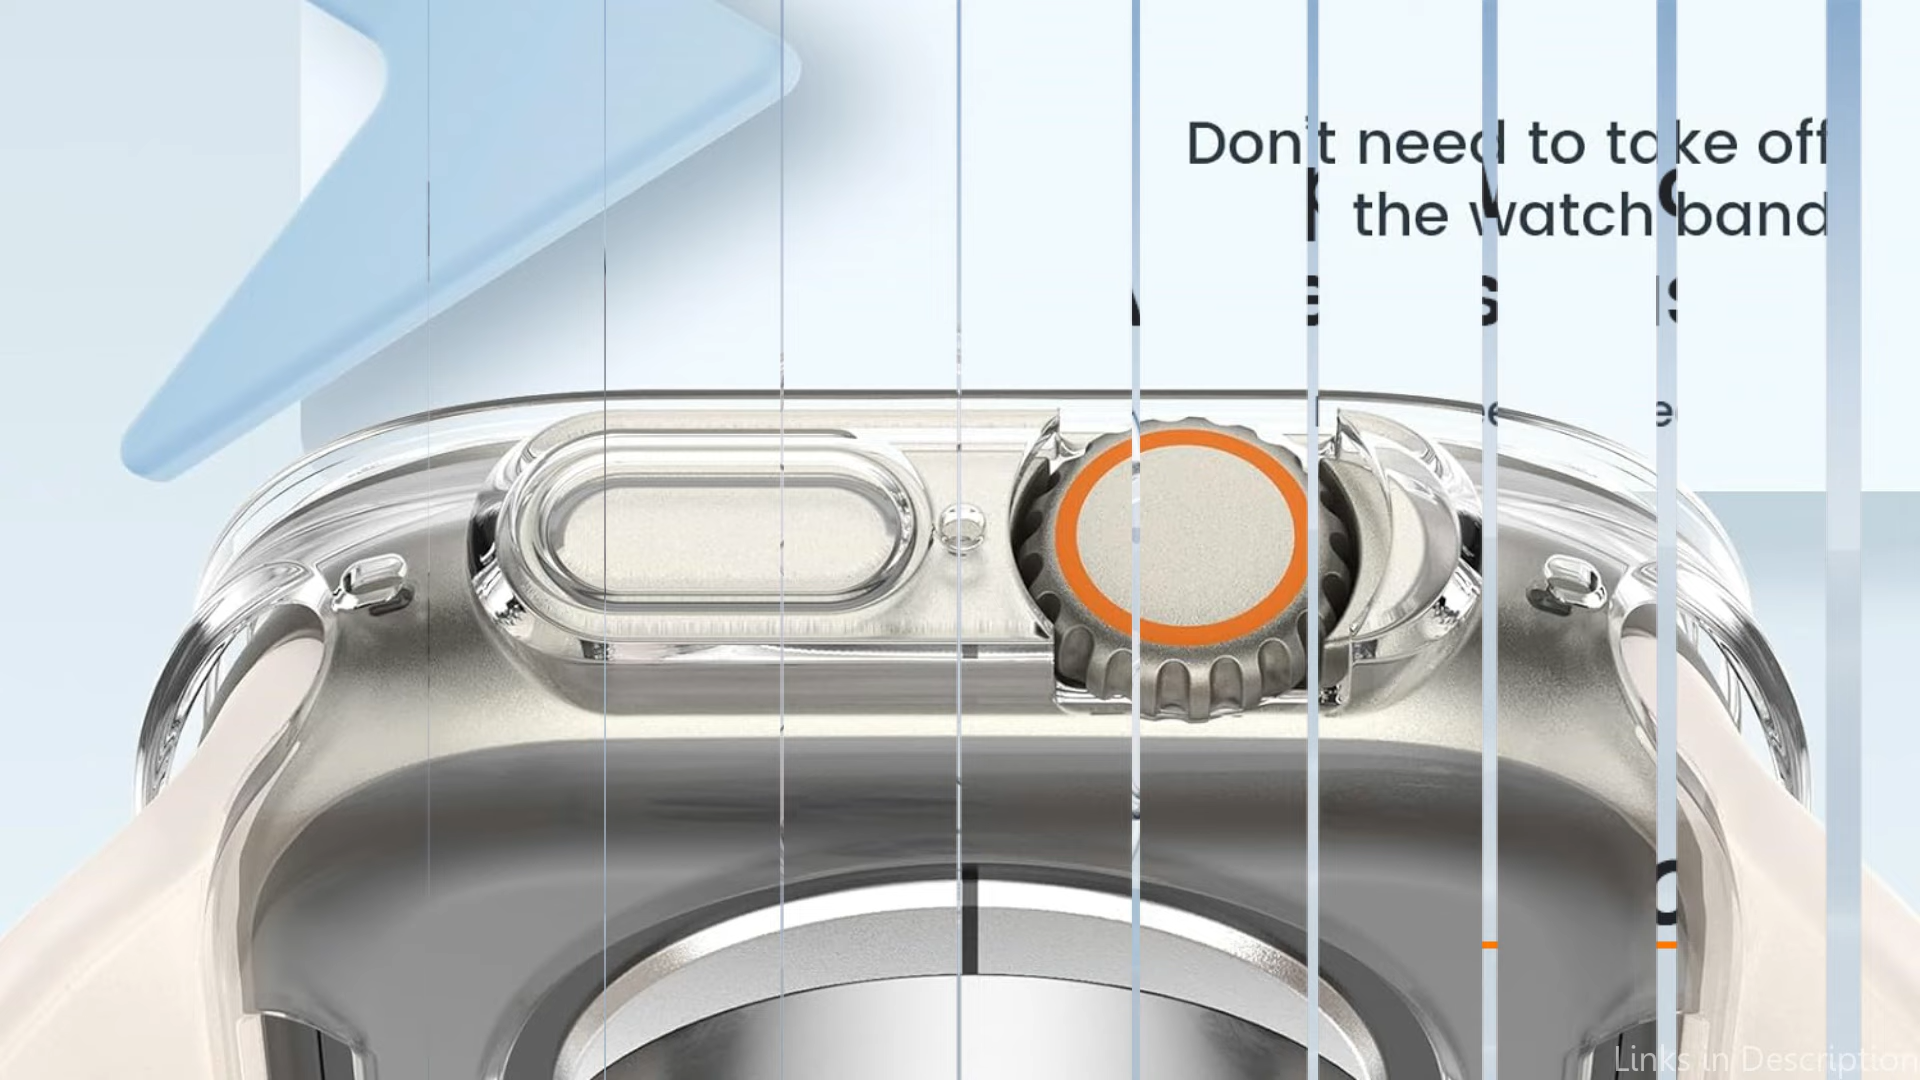 Don't need to take off
the watch band
Links in Description